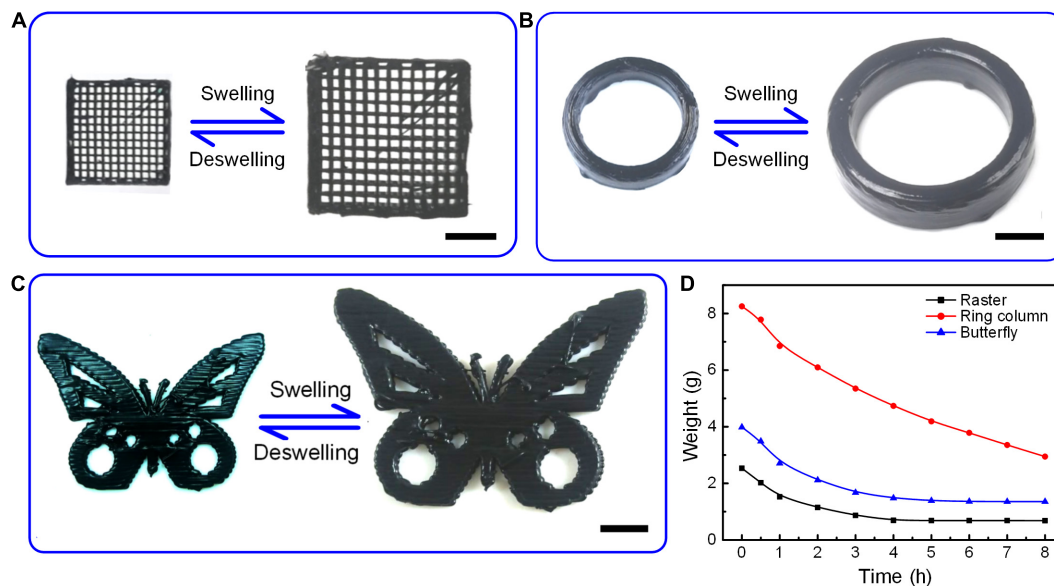 A
Swelling
Deswelling
B
Swelling
Deswelling
C
Swelling
Deswelling
D
Raster
Ring column
Butterfly
8
6
4
2
0
Weight (g)
0 1 2 3 4 5 6 7 8
Time (h)